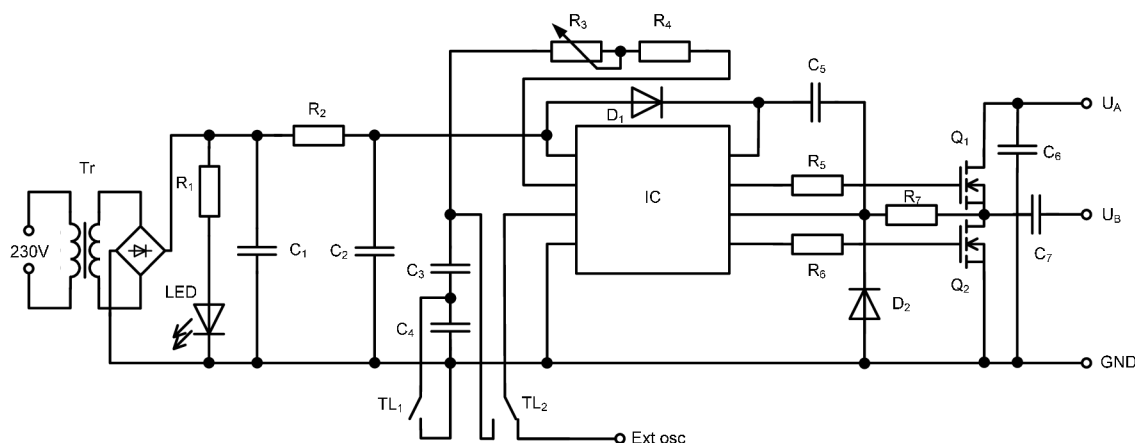 R3
R4
C5
D1
UA
R2
Q1
C6
Tr
R1
R5
IC
R7
230V
UB
C1
C2
C3
R6
C7
LED
Q2
C4
D2
GND
TL1
TL2
Ext osc